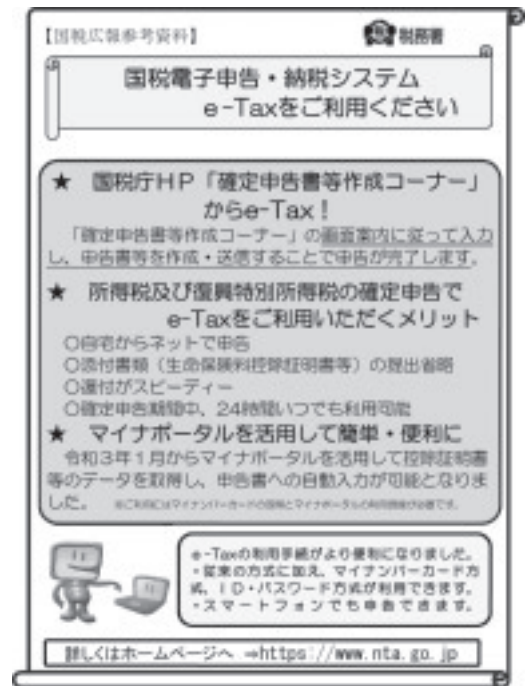 【国税広報参考資料】
税務署
国税電子申告・納税システム
e-Taxをご利用ください
★ 国税庁HP「確定申告書等作成コーナー」
からe-Tax!
「確定申告書等作成コーナー」の画面案内に従って入力
し、申告書等を作成・送信することで申告が完了します。
★ 所得税及び復興特別所得税の確定申告で
e-Taxをご利用いただくメリット
○自宅からネットで申告
○添付書類(生命保険料控除証明書等)の提出省略
○還付がスピーディー
○確定申告期間中、24時間いつでも利用可能
★ マイナポータルを活用して簡単・便利に
令和3年1月からマイナポータルを活用して控除証明書
等のデータを取得し、申告書への自動入力が可能となりま
した。
e-Taxの利用手続がより便利になりました。
・従来の方式に加え、マイナンバーカード方
式、ID・パスワード方式が利用できます。
・スマートフォンでも申告できます。
詳しくはホームページへ ⇒https://www.nta.go.jp